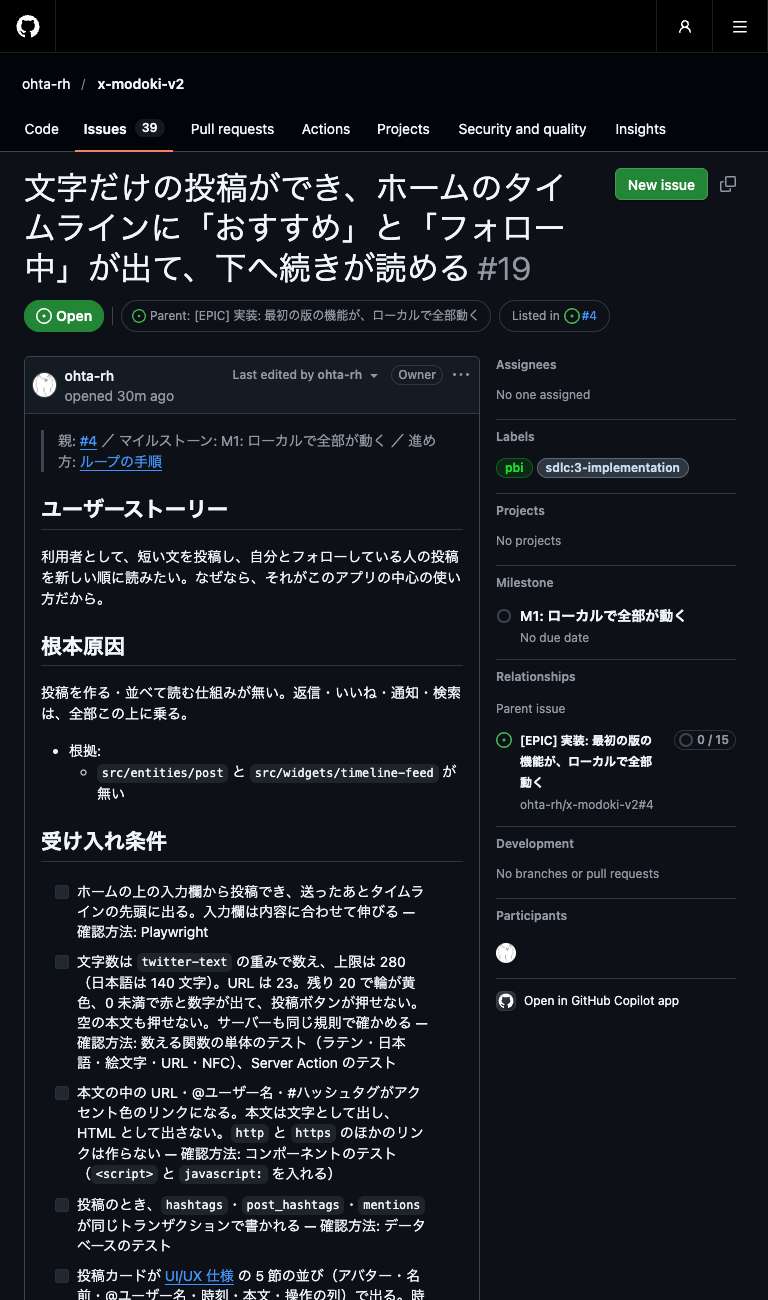 ohta-rh / x-modoki-v2
Code Issues 39 Pull requests Actions Projects Security and quality Insights
文字だけの投稿ができ、ホームのタイ
ムラインに「おすすめ」と「フォロー
中」が出て、下へ続きが読める #19
New issue
Open
Parent: [EPIC] 実装: 最初の版の機能が、ローカルで全部動く
Listed in #4
ohta-rh
opened 30m ago
Last edited by ohta-rh
Owner
親: #4 ／ マイルストーン: M1: ローカルで全部が動く ／ 進め
方: ループの手順
ユーザーストーリー
利用者として、短い文を投稿し、自分とフォローしている人の投稿
を新しい順に読みたい。なぜなら、それがこのアプリの中心の使い
方だから。
根本原因
投稿を作る・並べて読む仕組みが無い。返信・いいね・通知・検索
は、全部この上に乗る。
根拠:
src/entities/post と src/widgets/timeline-feed が
無い
受け入れ条件
ホームの上の入力欄から投稿でき、送ったあとタイムラ
インの先頭に出る。入力欄は内容に合わせて伸びる —
確認方法: Playwright
文字数は twitter-text の重みで数え、上限は 280
（日本語は 140 文字）。URL は 23。残り 20 で輪が黄
色、0 未満で赤と数字が出て、投稿ボタンが押せない。
空の本文も押せない。サーバーも同じ規則で確かめる —
確認方法: 数える関数の単体のテスト（ラテン・日本
語・絵文字・URL・NFC）、Server Action のテスト
本文の中の URL・@ユーザー名・#ハッシュタグがアク
セント色のリンクになる。本文は文字として出し、
HTML として出さない。http と https のほかのリン
クは作らない — 確認方法: コンポーネントのテスト
（<script> と javascript: を入れる）
投稿のとき、hashtags・post_hashtags・mentions
が同じトランザクションで書かれる — 確認方法: データ
ベースのテスト
投稿カードが UI/UX 仕様 の 5 節の並び（アバター・名
前・@ユーザー名・時刻・本文・操作の列）で出る。時
Assignees
No one assigned
Labels
pbi sdlc:3-implementation
Projects
No projects
Milestone
M1: ローカルで全部が動く
No due date
Relationships
Parent issue
[EPIC] 実装: 最初の版の
機能が、ローカルで全部
動く
0 / 15
ohta-rh/x-modoki-v2#4
Development
No branches or pull requests
Participants
Open in GitHub Copilot app